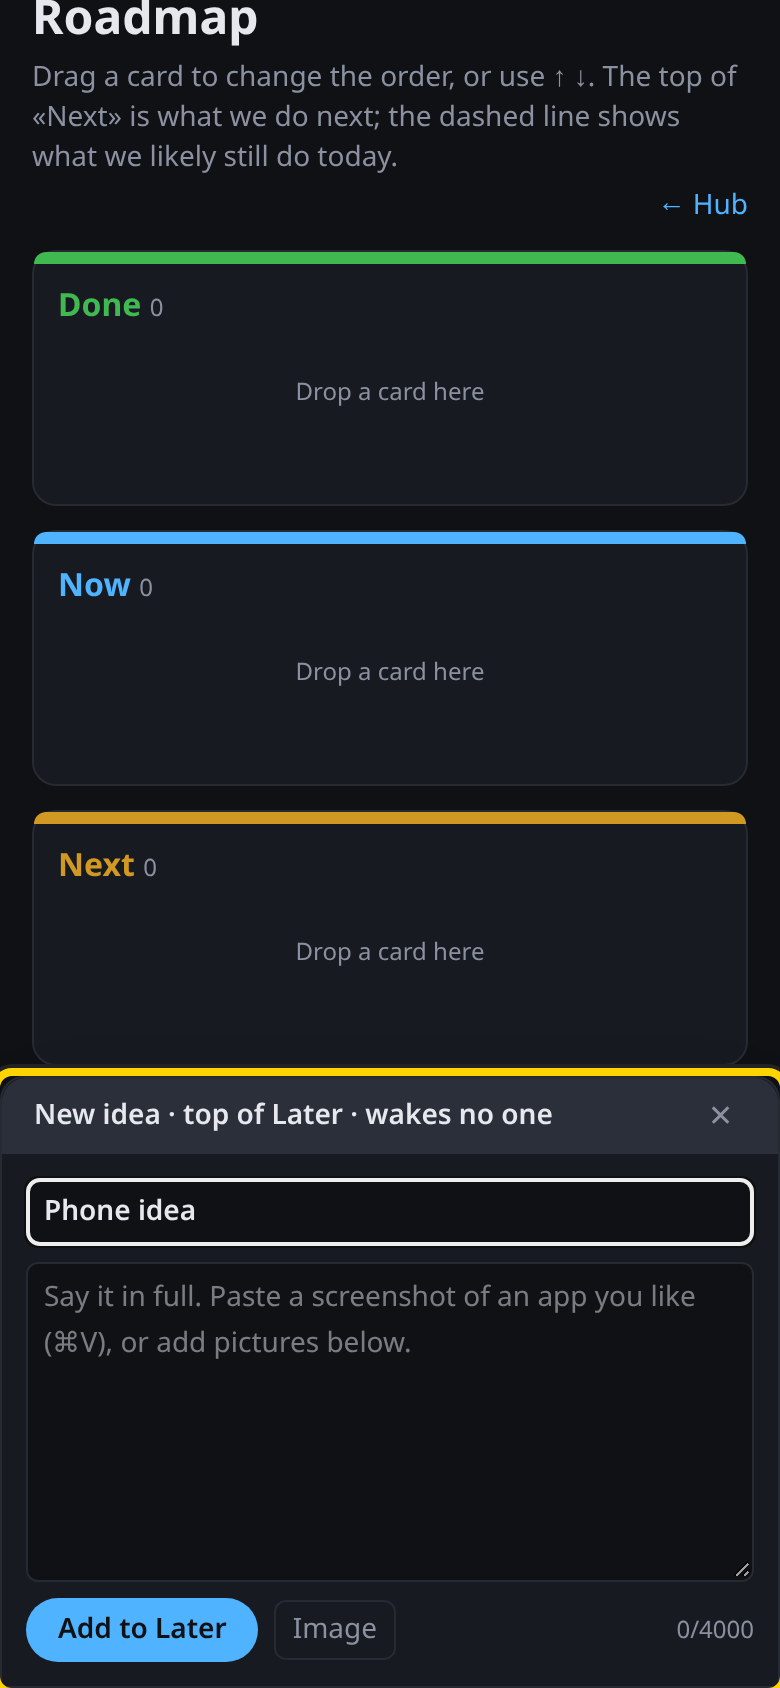 Roadmap
Drag a card to change the order, or use ↑ ↓. The top of
«Next» is what we do next; the dashed line shows
what we likely still do today.
← Hub
Done 0
Drop a card here
Now 0
Drop a card here
Next 0
Drop a card here
New idea · top of Later · wakes no one ✕
Phone idea
Say it in full. Paste a screenshot of an app you like
(⌘V), or add pictures below.
Add to Later Image 0/4000